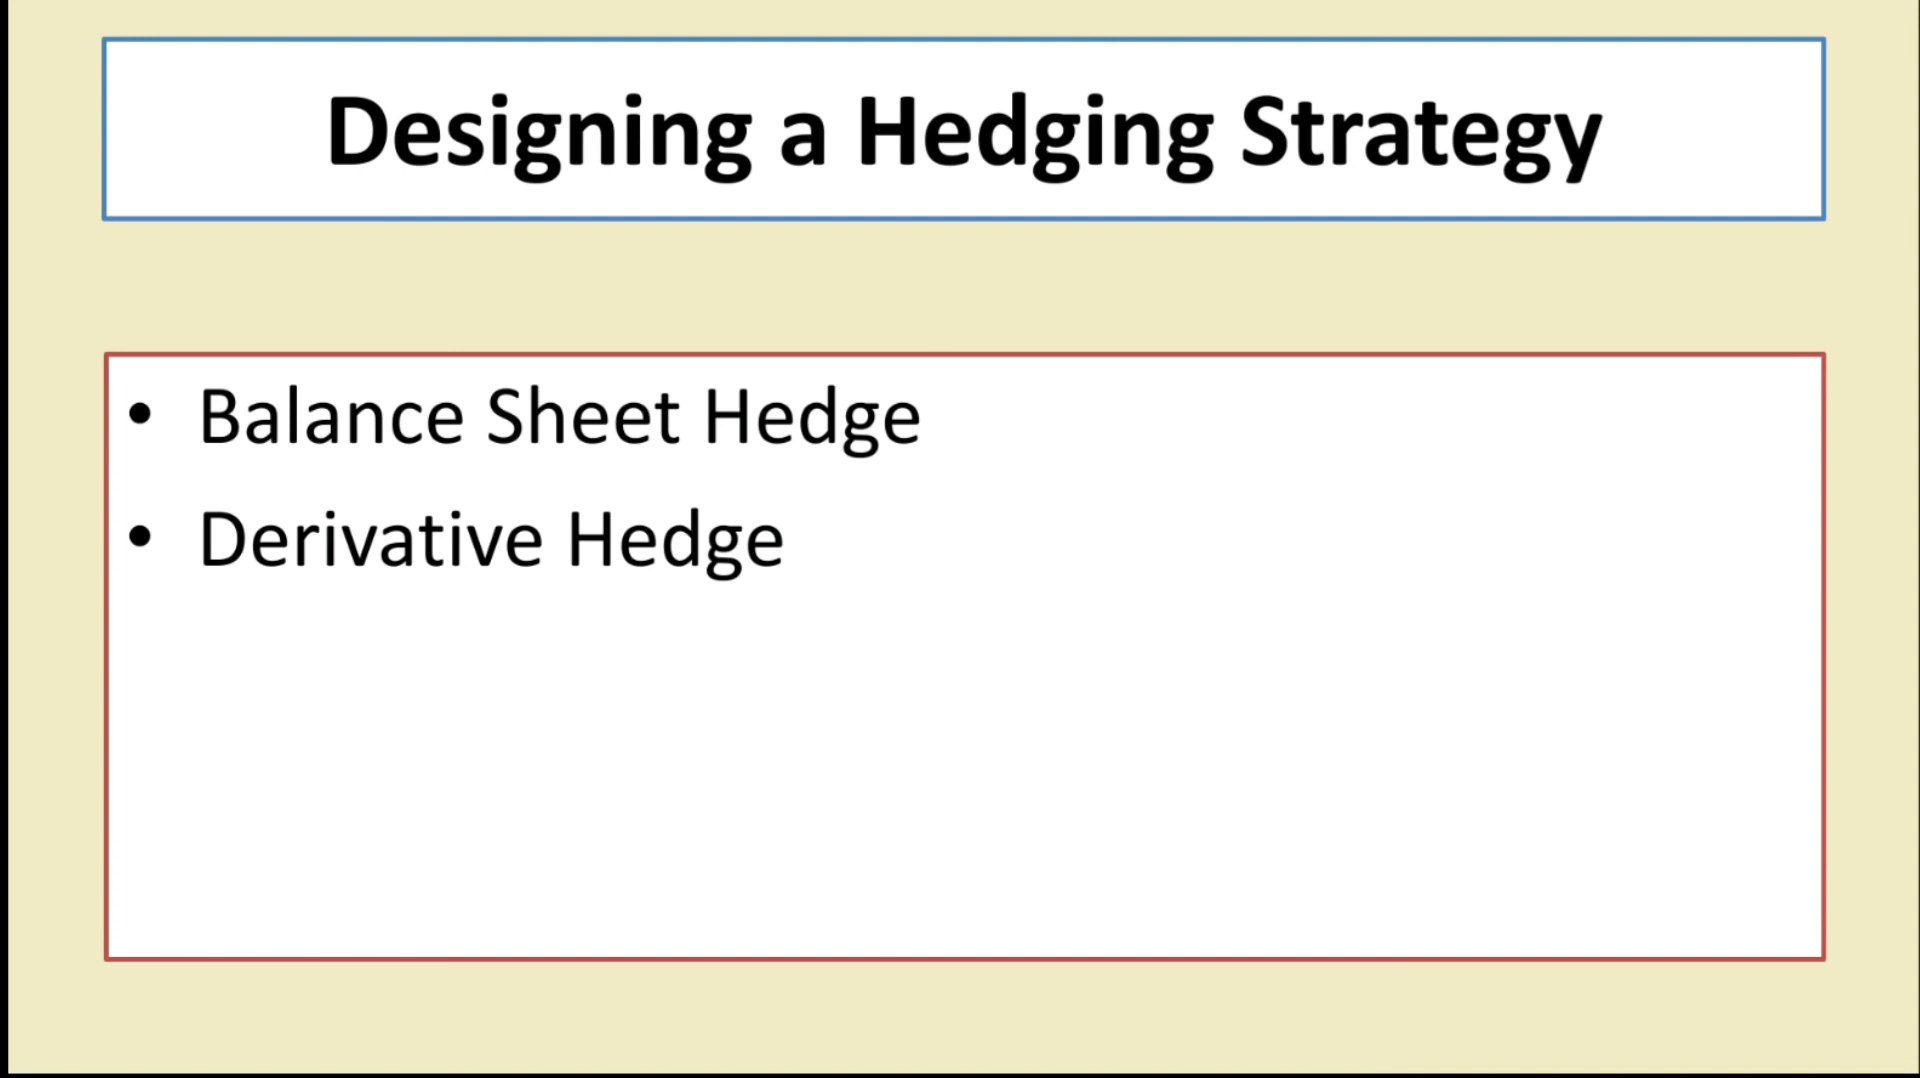 Designing a Hedging Strategy
• Balance Sheet Hedge
• Derivative Hedge